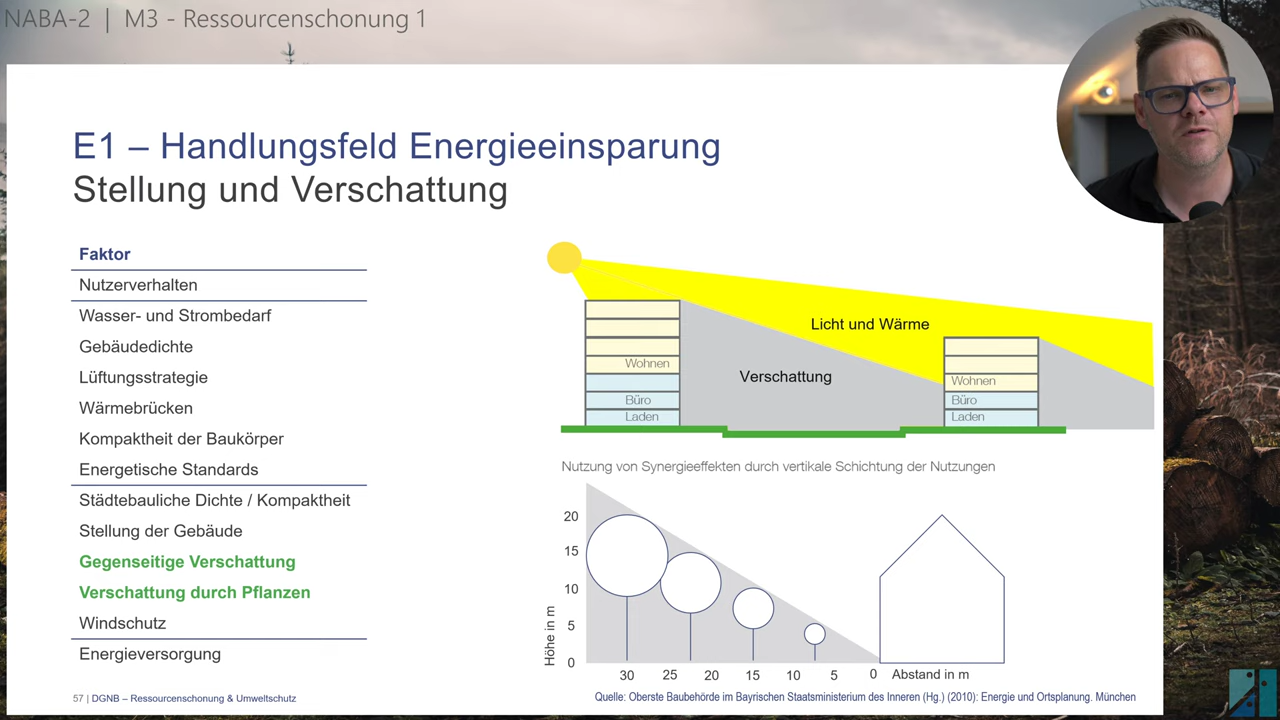 NABA-2 | M3 - Ressourcenschonung 1
E1 – Handlungsfeld Energieeinsparung
Stellung und Verschattung
Faktor
Nutzerverhalten
Wasser- und Strombedarf
Gebäudedichte
Lüftungsstrategie
Wärmebrücken
Kompaktheit der Baukörper
Energetische Standards
Städtebauliche Dichte / Kompaktheit
Stellung der Gebäude
Gegenseitige Verschattung
Verschattung durch Pflanzen
Windschutz
Energieversorgung
Licht und Wärme
Verschattung
Wohnen
Büro
Laden
Wohnen
Büro
Laden
Nutzung von Synergieeffekten durch vertikale Schichtung der Nutzungen
Höhe in m
20
15
10
5
0
30 25 20 15 10 5 0 Abstand in m
57 | DGNB – Ressourcenschonung & Umweltschutz
Quelle: Oberste Baubehörde im Bayrischen Staatsministerium des Inneren (Hg.) (2010): Energie und Ortsplanung. München